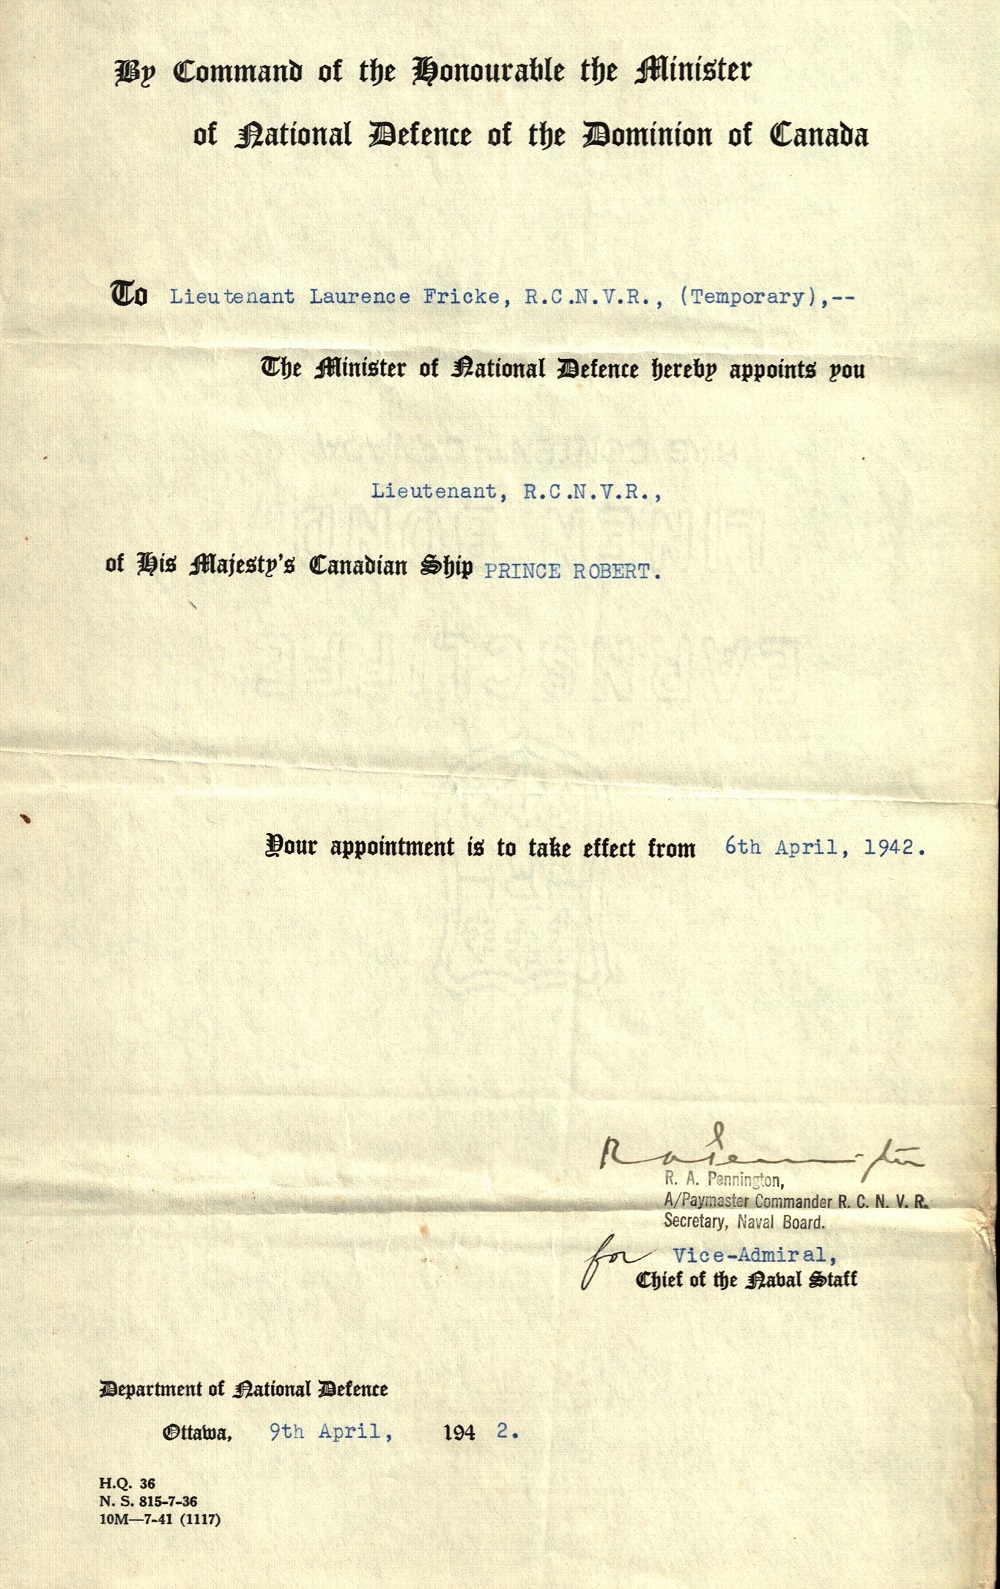 By Command of the Honourable the Minister
of National Defence of the Dominion of Canada
To Lieutenant Laurence Fricke, R.C.N.V.R., (Temporary),--
The Minister of National Defence hereby appoints you
Lieutenant, R.C.N.V.R.,
of His Majesty's Canadian Ship PRINCE ROBERT.
Your appointment is to take effect from 6th April, 1942.
R A Pennington
R. A. Pennington,
A/Paymaster Commander R. C. N. V. R.
Secretary, Naval Board.
for Vice-Admiral,
Chief of the Naval Staff
Department of National Defence
Ottawa, 9th April, 194 2.
H.Q. 36
N. S. 815-7-36
10M—7-41 (1117)